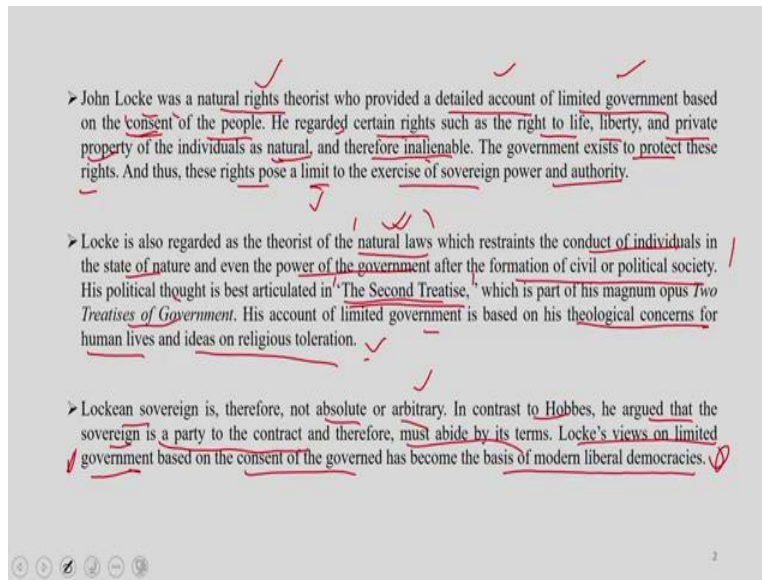 ➤ John Locke was a natural rights theorist who provided a detailed account of limited government based
on the 'consent' of the people. He regarded certain rights such as the right to life, liberty, and private
property of the individuals as natural, and therefore inalienable. The government exists to protect these
rights. And thus, these rights pose a limit to the exercise of sovereign power and authority.
➤ Locke is also regarded as the theorist of the natural laws which restraints the conduct of individuals in
the state of nature and even the power of the government after the formation of civil or political society.
His political thought is best articulated in 'The Second Treatise,' which is part of his magnum opus Two
Treatises of Government. His account of limited government is based on his theological concerns for
human lives and ideas on religious toleration.
➤ Lockean sovereign is, therefore, not absolute or arbitrary. In contrast to Hobbes, he argued that the
sovereign is a party to the contract and therefore, must abide by its terms. Locke's views on limited
government based on the consent of the governed has become the basis of modern liberal democracies.
2